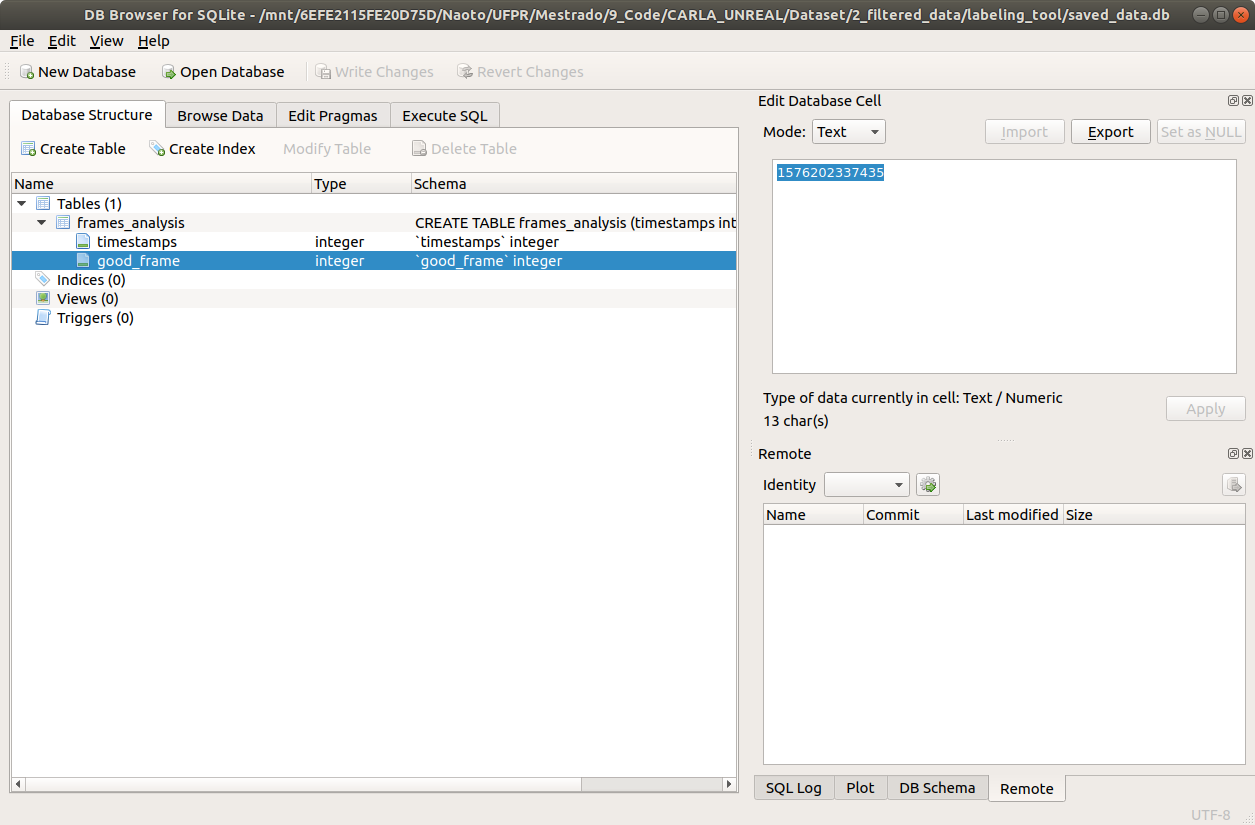 DB Browser for SQLite - /mnt/6EFE2115FE20D75D/Naoto/UFPR/Mestrado/9_Code/CARLA_UNREAL/Dataset/2_filtered_data/labeling_tool/saved_data.db
File Edit View Help
New Database Open Database Write Changes Revert Changes
Database Structure Browse Data Edit Pragmas Execute SQL
Create Table Create Index Modify Table Delete Table
Name Type Schema
Tables (1)
frames_analysis CREATE TABLE frames_analysis (timestamps int
timestamps integer `timestamps` integer
good_frame integer `good_frame` integer
Indices (0)
Views (0)
Triggers (0)
Edit Database Cell
Mode: Text Import Export Set as NULL
1576202337435
Type of data currently in cell: Text / Numeric
13 char(s)
Apply
Remote
Identity
Name Commit Last modified Size
SQL Log Plot DB Schema Remote
UTF-8